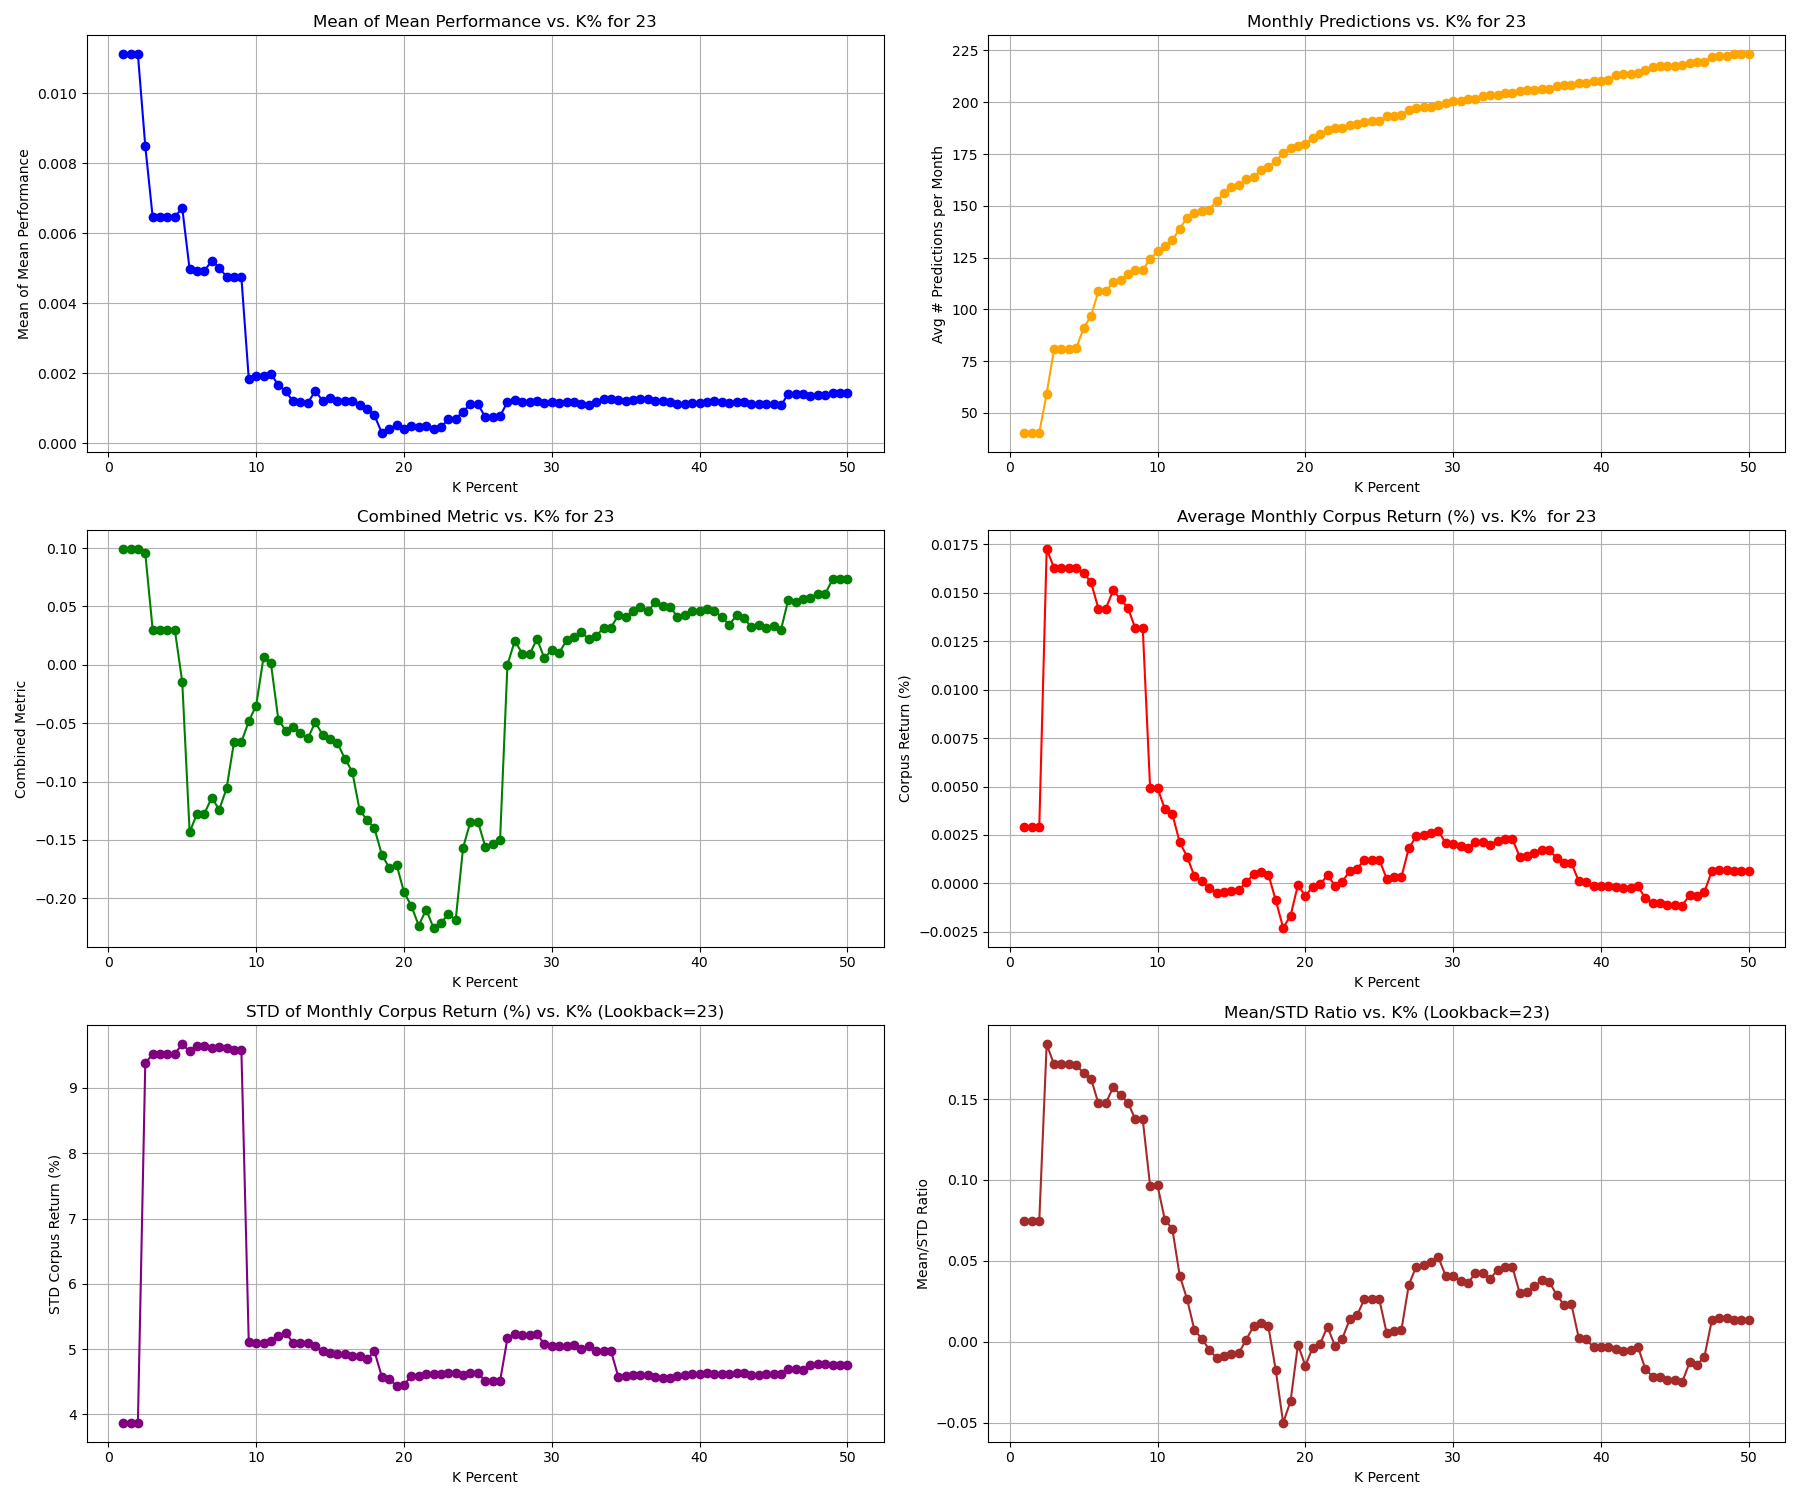 Mean of Mean Performance vs. K% for 23
Mean of Mean Performance
0.010
0.008
0.006
0.004
0.002
0.000
0 10 20 30 40 50
K Percent
Monthly Predictions vs. K% for 23
Avg # Predictions per Month
225
200
175
150
125
100
75
50
0 10 20 30 40 50
K Percent
Combined Metric vs. K% for 23
Combined Metric
0.10
0.05
0.00
−0.05
−0.10
−0.15
−0.20
0 10 20 30 40 50
K Percent
Average Monthly Corpus Return (%) vs. K%  for 23
Corpus Return (%)
0.0175
0.0150
0.0125
0.0100
0.0075
0.0050
0.0025
0.0000
−0.0025
0 10 20 30 40 50
K Percent
STD of Monthly Corpus Return (%) vs. K% (Lookback=23)
STD Corpus Return (%)
9
8
7
6
5
4
0 10 20 30 40 50
K Percent
Mean/STD Ratio vs. K% (Lookback=23)
Mean/STD Ratio
0.15
0.10
0.05
0.00
−0.05
0 10 20 30 40 50
K Percent